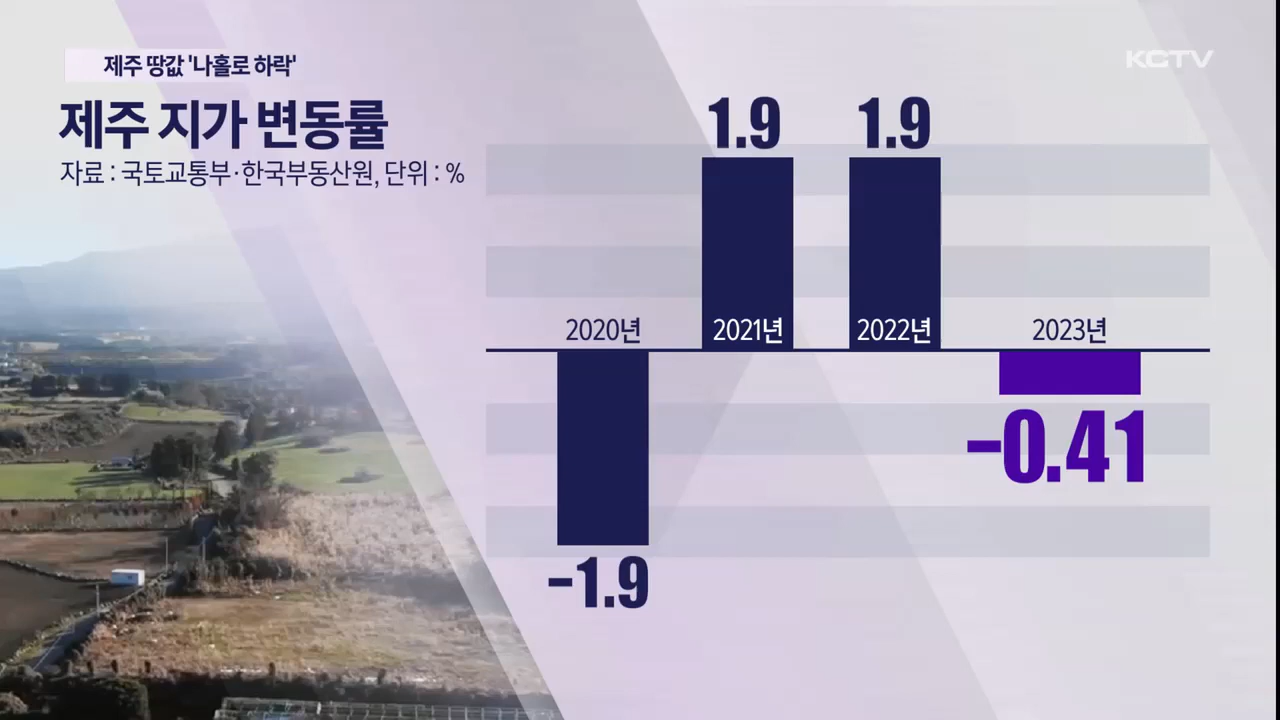 제주 땅값 '나홀로 하락'
KCTV
제주 지가 변동률
자료 : 국토교통부·한국부동산원, 단위 : %
1.9
1.9
2020년
2021년
2022년
2023년
-0.41
-1.9